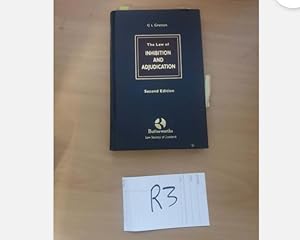 G L Gretton
The Law of
INHIBITION
AND
ADJUDICATION
Second Edition
Butterworths
Law Society of Scotland
R3